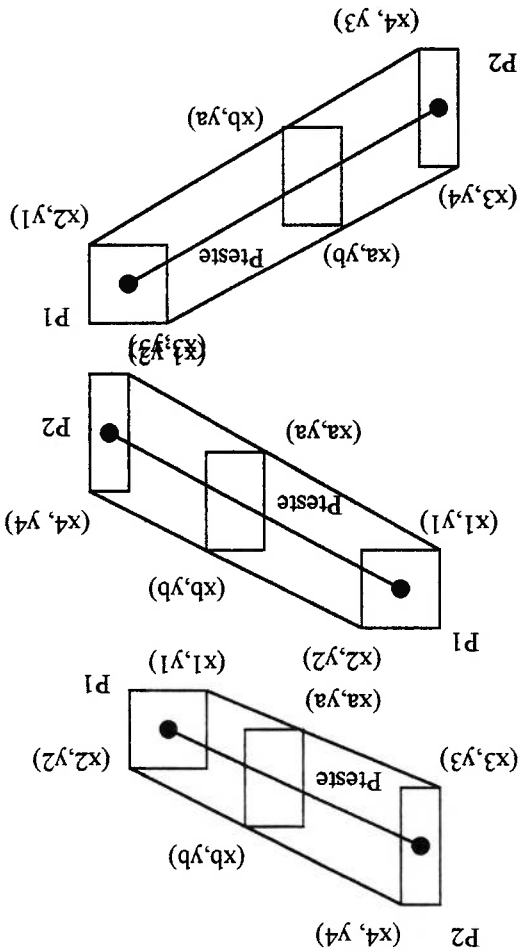 P2
(x4, y4)
(xb,yb)
Pteste
(x3,y3)
(x2,y2)
(xa,ya)
P1
(x1,y1)
P1
(x2,y2)
(xb,yb)
(x1,y1)
(x4, y4)
Pteste
(xa,ya)
P2
P1
Pteste
(xa,yb)
(x2,y1)
(x3,y4)
(xb,ya)
P2
(x4, y3)